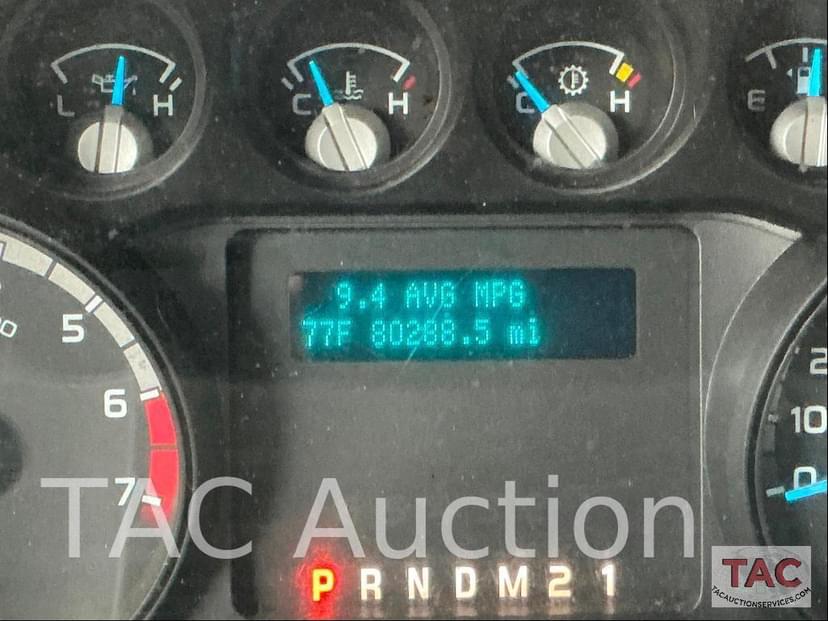 L H
C H
C H
E
9.4 AVG MPG
77F 80288.5 mi
5
6
7
2
10
0
TAC Auction
P R N D M 2 1
TAC
TACAUCTIONSERVICES.COM